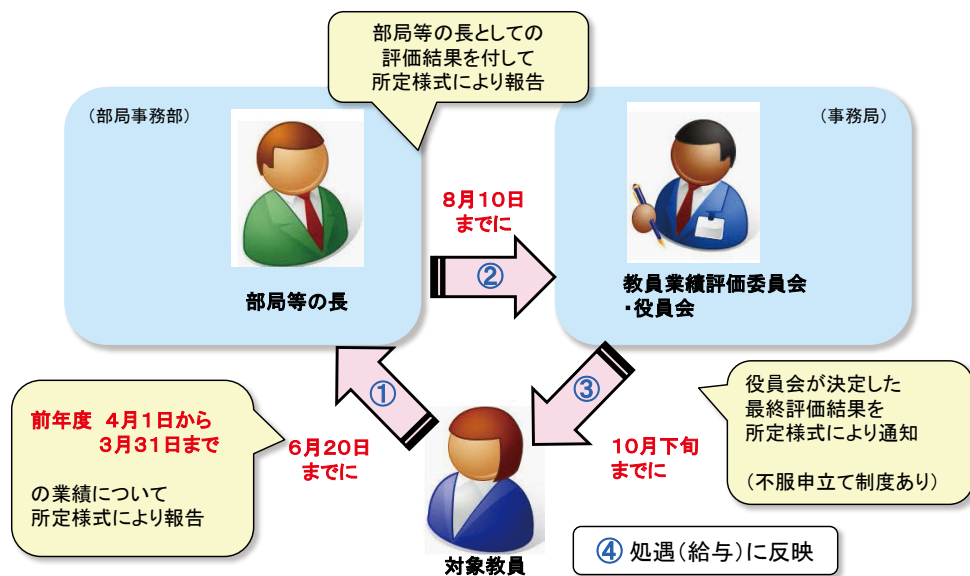 部局等の長としての
評価結果を付して
所定様式により報告
（部局事務部）
（事務局）
8月10日
までに
②
部局等の長
教員業績評価委員会
・役員会
①
③
前年度 4月1日から
3月31日まで
の業績について
所定様式により報告
6月20日
までに
10月下旬
までに
役員会が決定した
最終評価結果を
所定様式により通知
（不服申立て制度あり）
対象教員
④ 処遇（給与）に反映